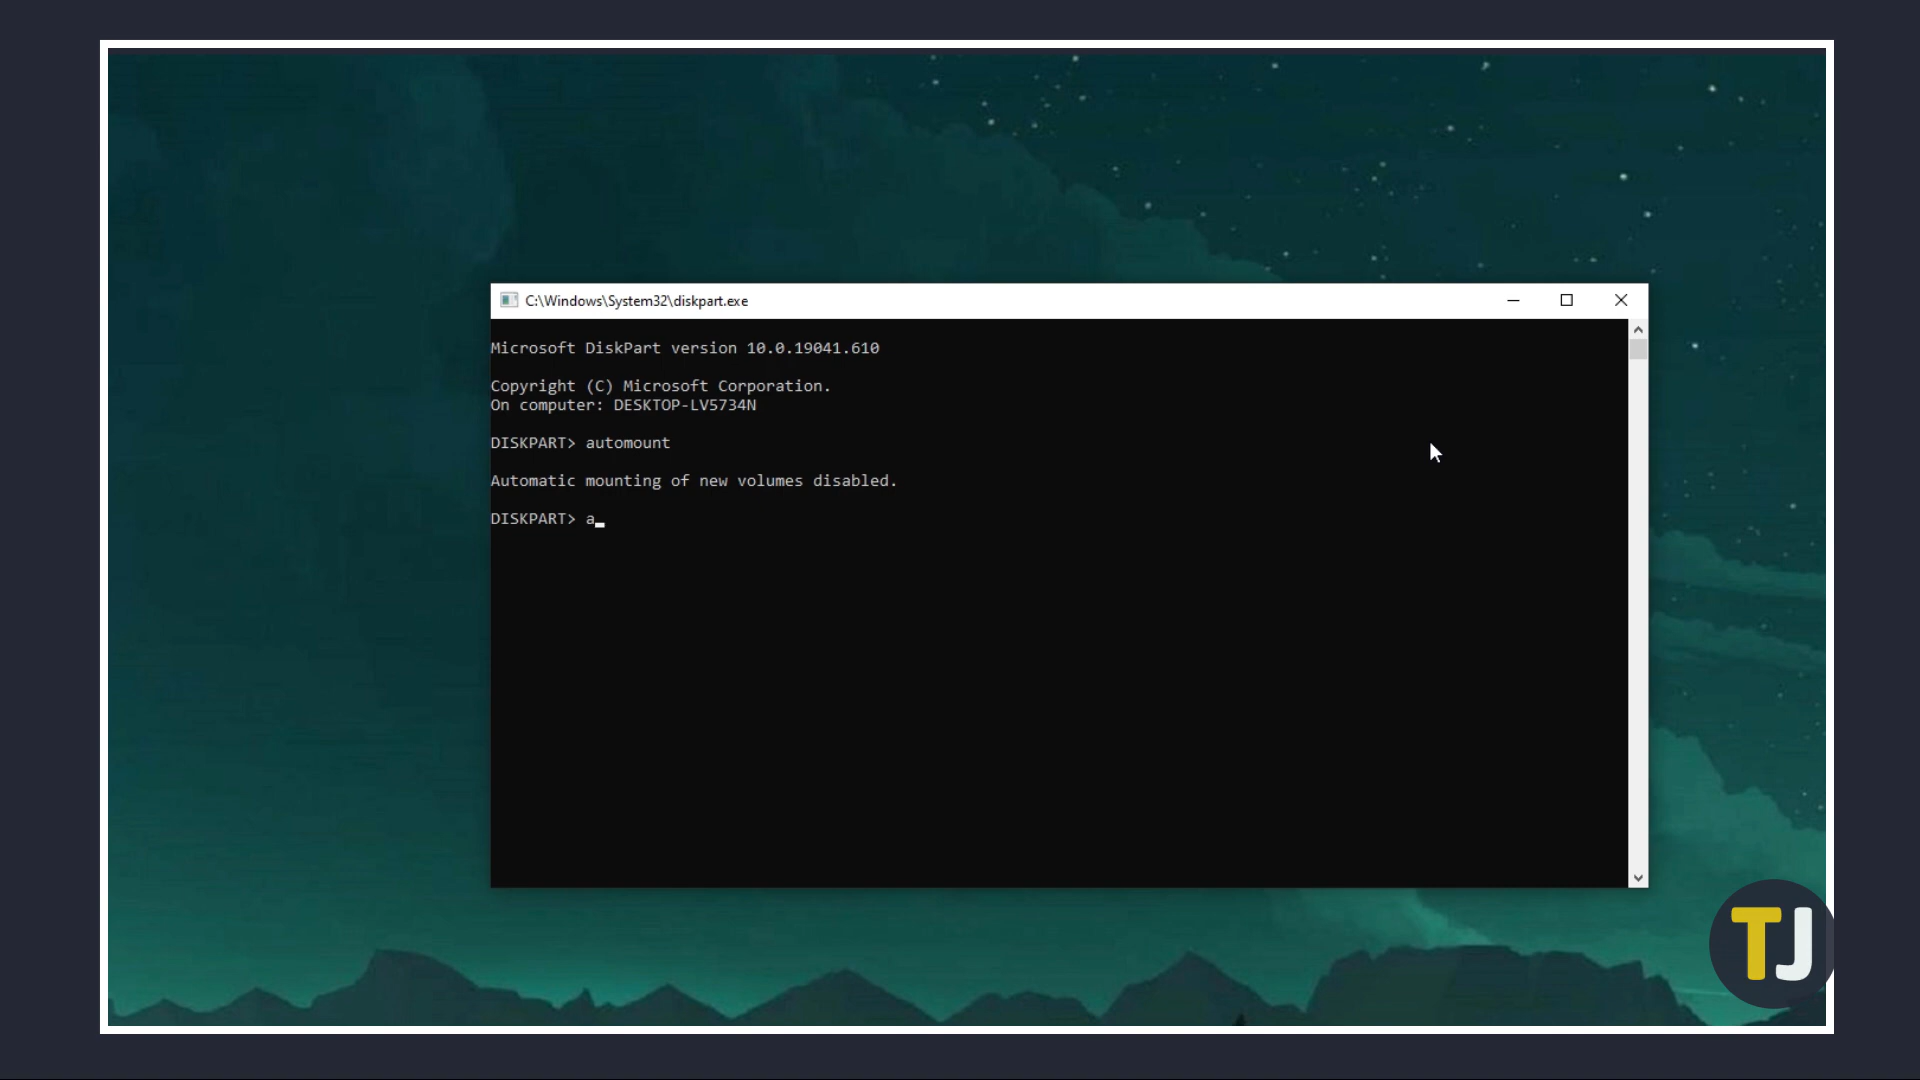 C:\Windows\System32\diskpart.exe
Microsoft DiskPart version 10.0.19041.610
Copyright (C) Microsoft Corporation.
On computer: DESKTOP-LV5734N
DISKPART> automount
Automatic mounting of new volumes disabled.
DISKPART> a
TJ